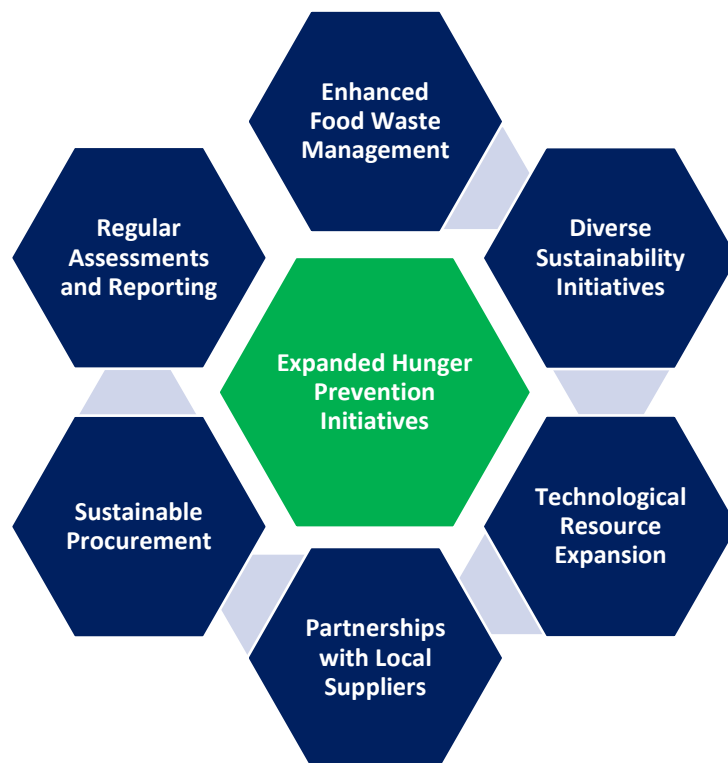 Enhanced
Food Waste
Management
Diverse
Sustainability
Initiatives
Technological
Resource
Expansion
Partnerships
with Local
Suppliers
Sustainable
Procurement
Regular
Assessments
and Reporting
Expanded Hunger
Prevention
Initiatives